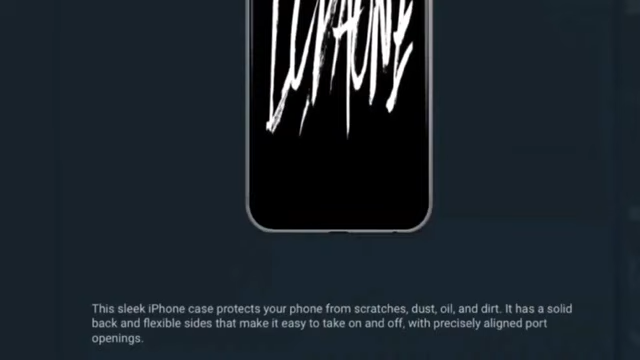 This sleek iPhone case protects your phone from scratches, dust, oil, and dirt. It has a solid
back and flexible sides that make it easy to take on and off, with precisely aligned port
openings.